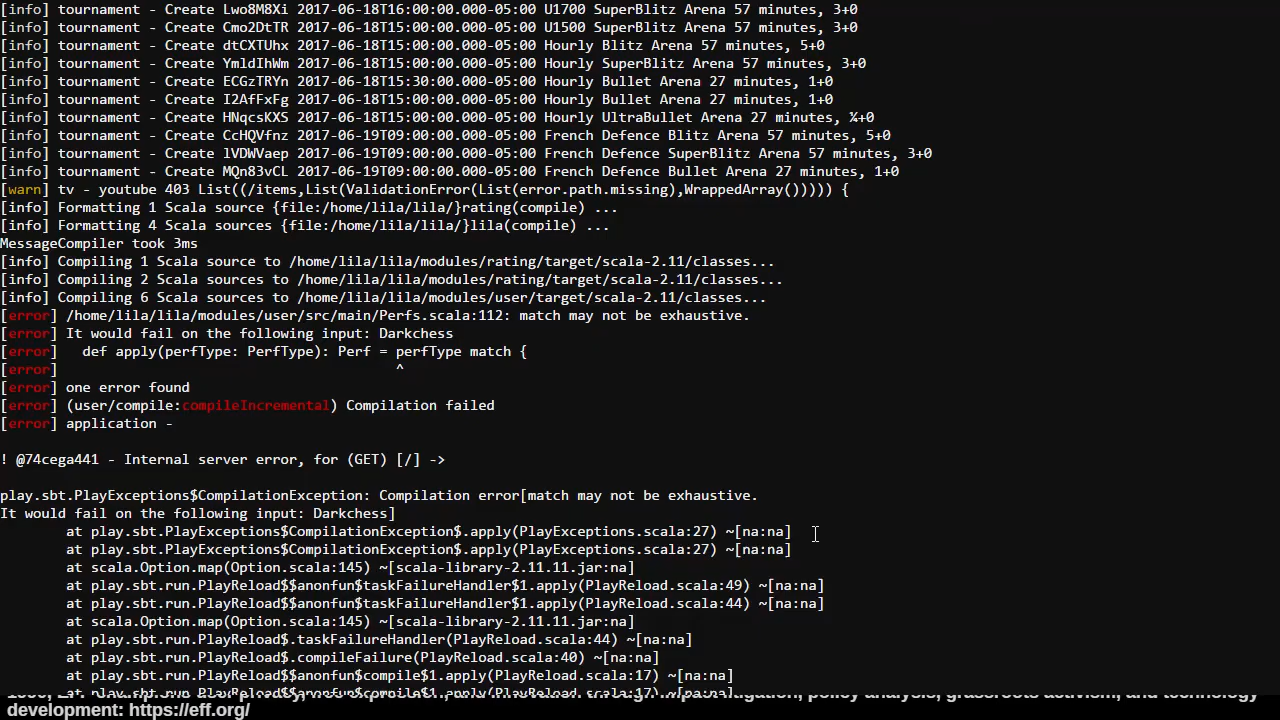 [info] tournament - Create Lwo8M8Xi 2017-06-18T16:00:00.000-05:00 U1700 SuperBlitz Arena 57 minutes, 3+0
[info] tournament - Create Cmo2DtTR 2017-06-18T15:00:00.000-05:00 U1500 SuperBlitz Arena 57 minutes, 3+0
[info] tournament - Create dtCXTUhx 2017-06-18T15:00:00.000-05:00 Hourly Blitz Arena 57 minutes, 5+0
[info] tournament - Create YmldIhWm 2017-06-18T15:00:00.000-05:00 Hourly SuperBlitz Arena 57 minutes, 3+0
[info] tournament - Create ECGzTRYn 2017-06-18T15:30:00.000-05:00 Hourly Bullet Arena 27 minutes, 1+0
[info] tournament - Create I2AfFxFg 2017-06-18T15:00:00.000-05:00 Hourly Bullet Arena 27 minutes, 1+0
[info] tournament - Create HNqcsKXS 2017-06-18T15:00:00.000-05:00 Hourly UltraBullet Arena 27 minutes, ¼+0
[info] tournament - Create CcHQVfnz 2017-06-19T09:00:00.000-05:00 French Defence Blitz Arena 57 minutes, 5+0
[info] tournament - Create lVDWVaep 2017-06-19T09:00:00.000-05:00 French Defence SuperBlitz Arena 57 minutes, 3+0
[info] tournament - Create MQn83vCL 2017-06-19T09:00:00.000-05:00 French Defence Bullet Arena 27 minutes, 1+0
[warn] tv - youtube 403 List((/items,List(ValidationError(List(error.path.missing),WrappedArray())))) {
[info] Formatting 1 Scala source {file:/home/lila/lila/}rating(compile) ...
[info] Formatting 4 Scala sources {file:/home/lila/lila/}lila(compile) ...
MessageCompiler took 3ms
[info] Compiling 1 Scala source to /home/lila/lila/modules/rating/target/scala-2.11/classes...
[info] Compiling 2 Scala sources to /home/lila/lila/modules/rating/target/scala-2.11/classes...
[info] Compiling 6 Scala sources to /home/lila/lila/modules/user/target/scala-2.11/classes...
[error] /home/lila/lila/modules/user/src/main/Perfs.scala:112: match may not be exhaustive.
[error] It would fail on the following input: Darkchess
[error]   def apply(perfType: PerfType): Perf = perfType match {
[error]                                         ^
[error] one error found
[error] (user/compile:compileIncremental) Compilation failed
[error] application -
! @74cega441 - Internal server error, for (GET) [/] ->
play.sbt.PlayExceptions$CompilationException: Compilation error[match may not be exhaustive.
It would fail on the following input: Darkchess]
at play.sbt.PlayExceptions$CompilationException$.apply(PlayExceptions.scala:27) ~[na:na]
at play.sbt.PlayExceptions$CompilationException$.apply(PlayExceptions.scala:27) ~[na:na]
at scala.Option.map(Option.scala:145) ~[scala-library-2.11.11.jar:na]
at play.sbt.run.PlayReload$$anonfun$taskFailureHandler$1.apply(PlayReload.scala:49) ~[na:na]
at play.sbt.run.PlayReload$$anonfun$taskFailureHandler$1.apply(PlayReload.scala:44) ~[na:na]
at scala.Option.map(Option.scala:145) ~[scala-library-2.11.11.jar:na]
at play.sbt.run.PlayReload$.taskFailureHandler(PlayReload.scala:44) ~[na:na]
at play.sbt.run.PlayReload$.compileFailure(PlayReload.scala:40) ~[na:na]
at play.sbt.run.PlayReload$$anonfun$compile$1.apply(PlayReload.scala:17) ~[na:na]
at play.sbt.run.PlayReload$$anonfun$compile$1.apply(PlayReload.scala:17) ~[na:na]
policy analysis, grassroots activism, and technology
development: https://eff.org/